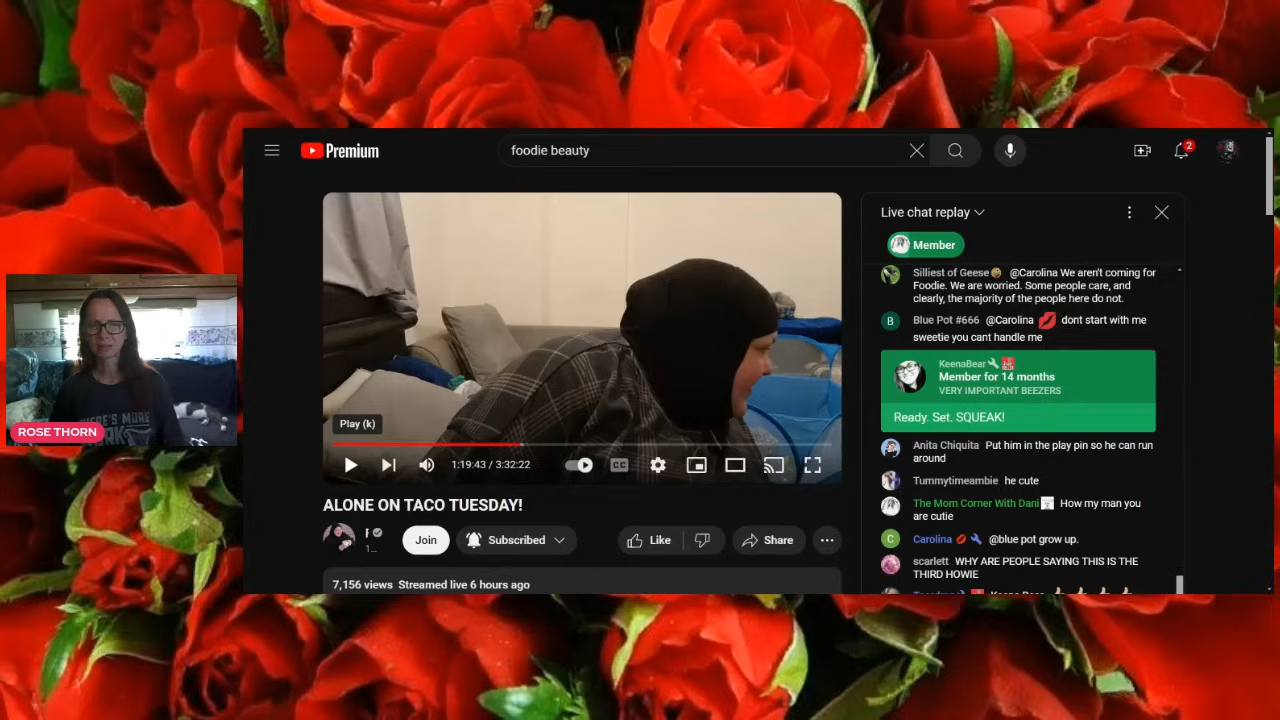 Premium
foodie beauty
2
Live chat replay
Member
Silliest of Geese @Carolina We aren't coming for
Foodie. We are worried. Some people care, and
clearly, the majority of the people here do not.
B
Blue Pot #666 @Carolina dont start with me
sweetie you cant handle me
KeenaBear
Member for 14 months
VERY IMPORTANT BEEZERS
Ready. Set. SQUEAK!
Anita Chiquita Put him in the play pin so he can run
around
Tummytimeambie he cute
The Mom Corner With Dani How my man you
are cutie
C
Carolina @blue pot grow up.
scarlett WHY ARE PEOPLE SAYING THIS IS THE
THIRD HOWIE
Play (k)
1:19:43 / 3:32:22
CC
ALONE ON TACO TUESDAY!
F
1...
Join
Subscribed
Like
Share
7,156 views Streamed live 6 hours ago
THERE'S MORE
ROSE THORN